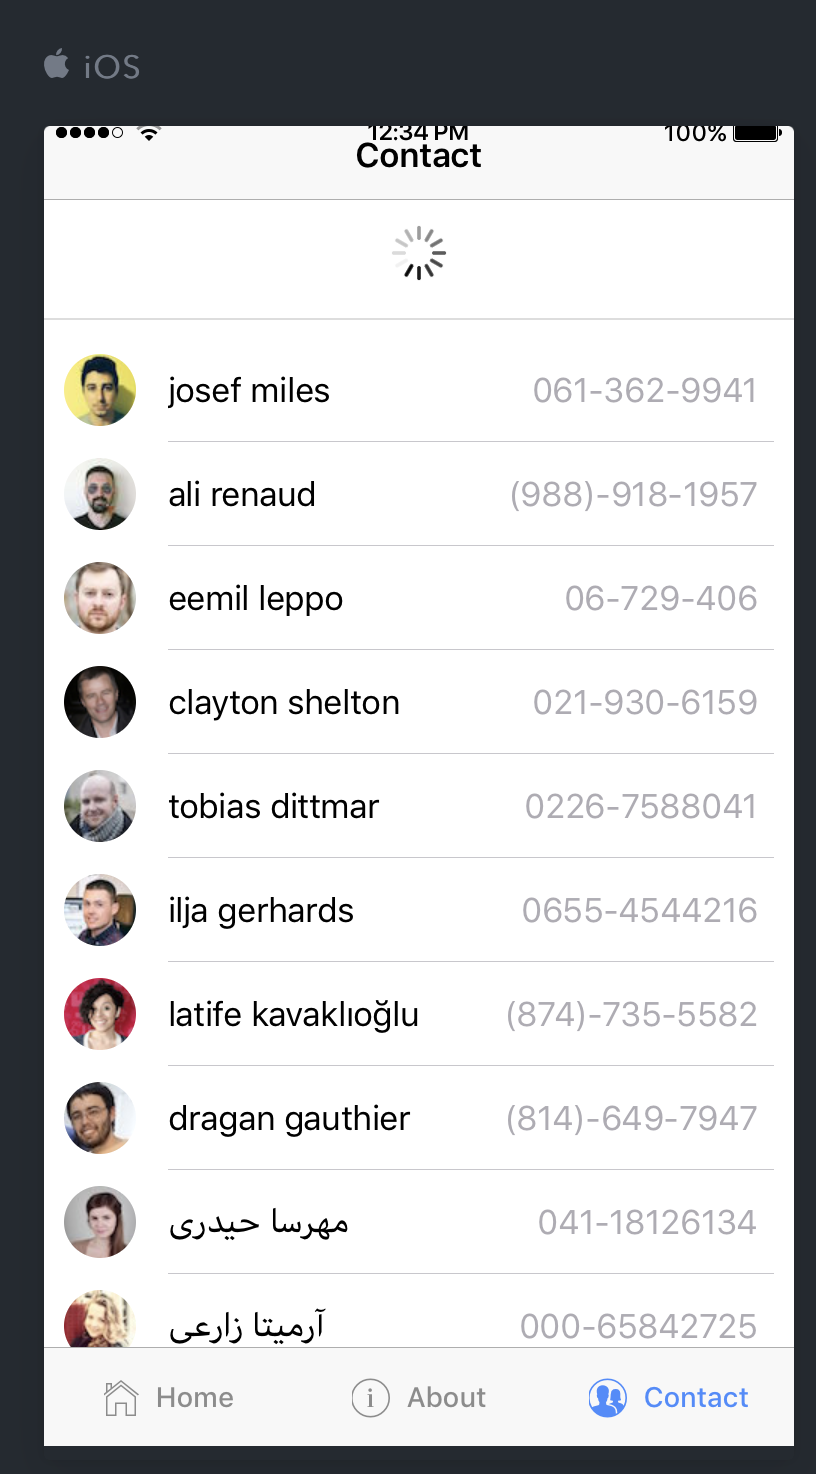 iOS
12:34 PM 100%
Contact
josef miles 061-362-9941
ali renaud (988)-918-1957
eemil leppo 06-729-406
clayton shelton 021-930-6159
tobias dittmar 0226-7588041
ilja gerhards 0655-4544216
latife kavaklıoğlu (874)-735-5582
dragan gauthier (814)-649-7947
مهرسا حیدری 041-18126134
آرمیتا زارعی 000-65842725
Home About Contact